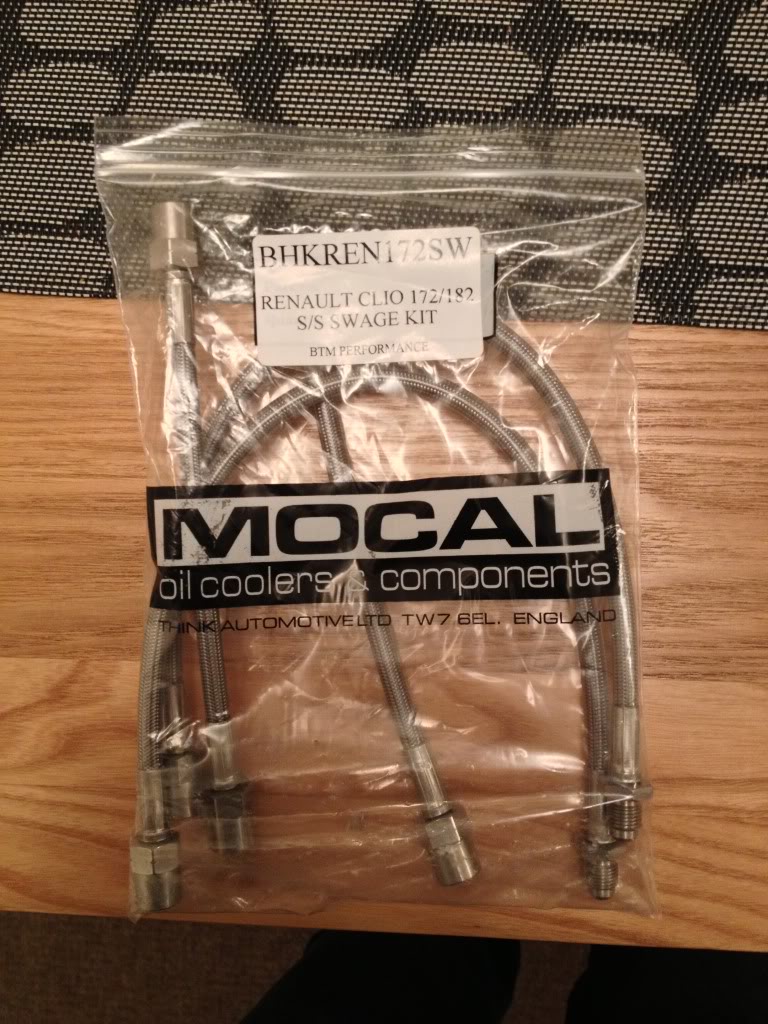 BHKREN172SW
RENAULT CLIO 172/182
S/S SWAGE KIT
BTM PERFORMANCE
MOCAL
oil coolers & components
THINK AUTOMOTIVE LTD TW7 6EL. ENGLAND